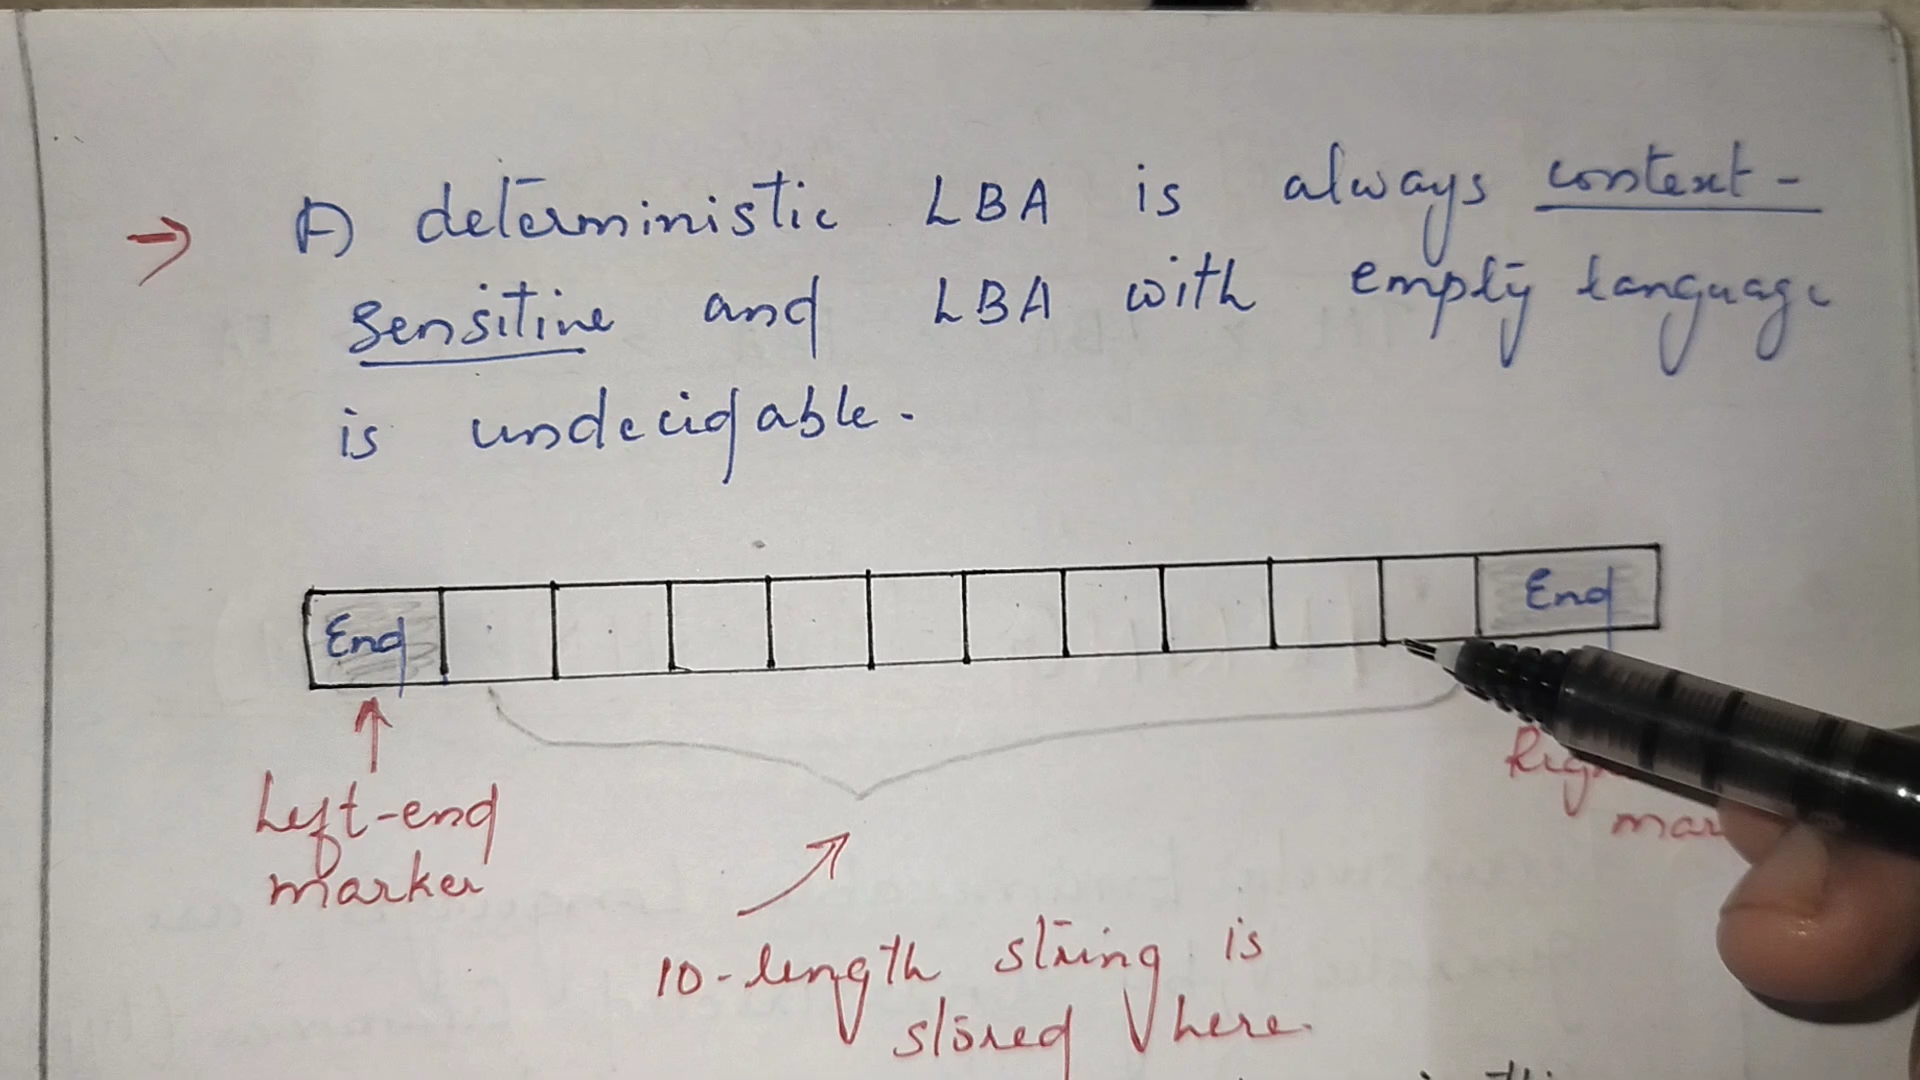 → A deterministic LBA is always context-
sensitive and LBA with empty language
is undecidable.
End End
Left-end
marker
10-length string is
stored here.